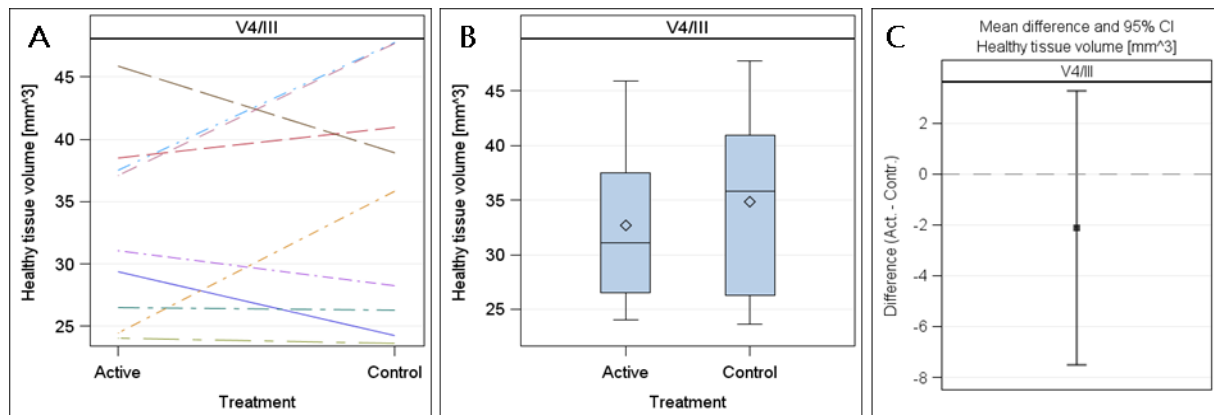 A
V4/III
Healthy tissue volume [mm^3]
45
40
35
30
25
Active
Control
Treatment
B
V4/III
Healthy tissue volume [mm^3]
45
40
35
30
25
Active
Control
Treatment
C
Mean difference and 95% CI
Healthy tissue volume [mm^3]
V4/III
Difference (Act. - Contr.)
2
0
-2
-4
-6
-8